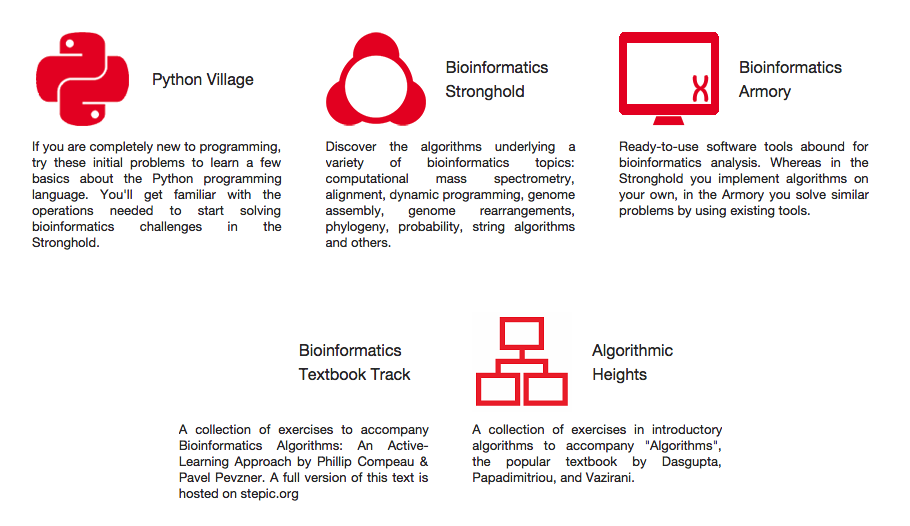 Python Village
If you are completely new to programming,
try these initial problems to learn a few
basics about the Python programming
language. You'll get familiar with the
operations needed to start solving
bioinformatics challenges in the
Stronghold.
Bioinformatics
Stronghold
Discover the algorithms underlying a
variety of bioinformatics topics:
computational mass spectrometry,
alignment, dynamic programming, genome
assembly, genome rearrangements,
phylogeny, probability, string algorithms
and others.
Bioinformatics
Armory
Ready-to-use software tools abound for
bioinformatics analysis. Whereas in the
Stronghold you implement algorithms on
your own, in the Armory you solve similar
problems by using existing tools.
Bioinformatics
Textbook Track
A collection of exercises to accompany
Bioinformatics Algorithms: An Active-
Learning Approach by Phillip Compeau &
Pavel Pevzner. A full version of this text is
hosted on stepic.org
Algorithmic
Heights
A collection of exercises in introductory
algorithms to accompany "Algorithms",
the popular textbook by Dasgupta,
Papadimitriou, and Vazirani.